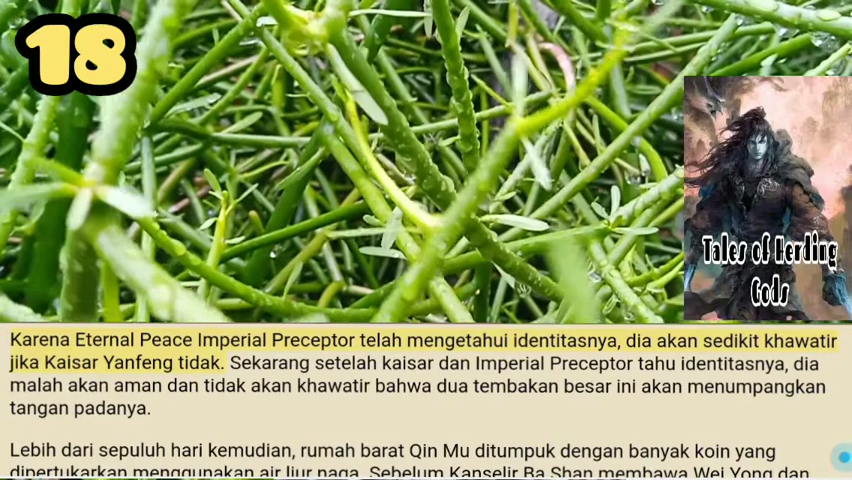 18
Tales of Herding
Gods
Karena Eternal Peace Imperial Preceptor telah mengetahui identitasnya, dia akan sedikit khawatir
jika Kaisar Yanfeng tidak. Sekarang setelah kaisar dan Imperial Preceptor tahu identitasnya, dia
malah akan aman dan tidak akan khawatir bahwa dua tembakan besar ini akan menumpangkan
tangan padanya.
Lebih dari sepuluh hari kemudian, rumah barat Qin Mu ditumpuk dengan banyak koin yang
dipertukarkan menggunakan air liur naga. Sebelum Kanselir Ba Shan membawa Wei Yong dan